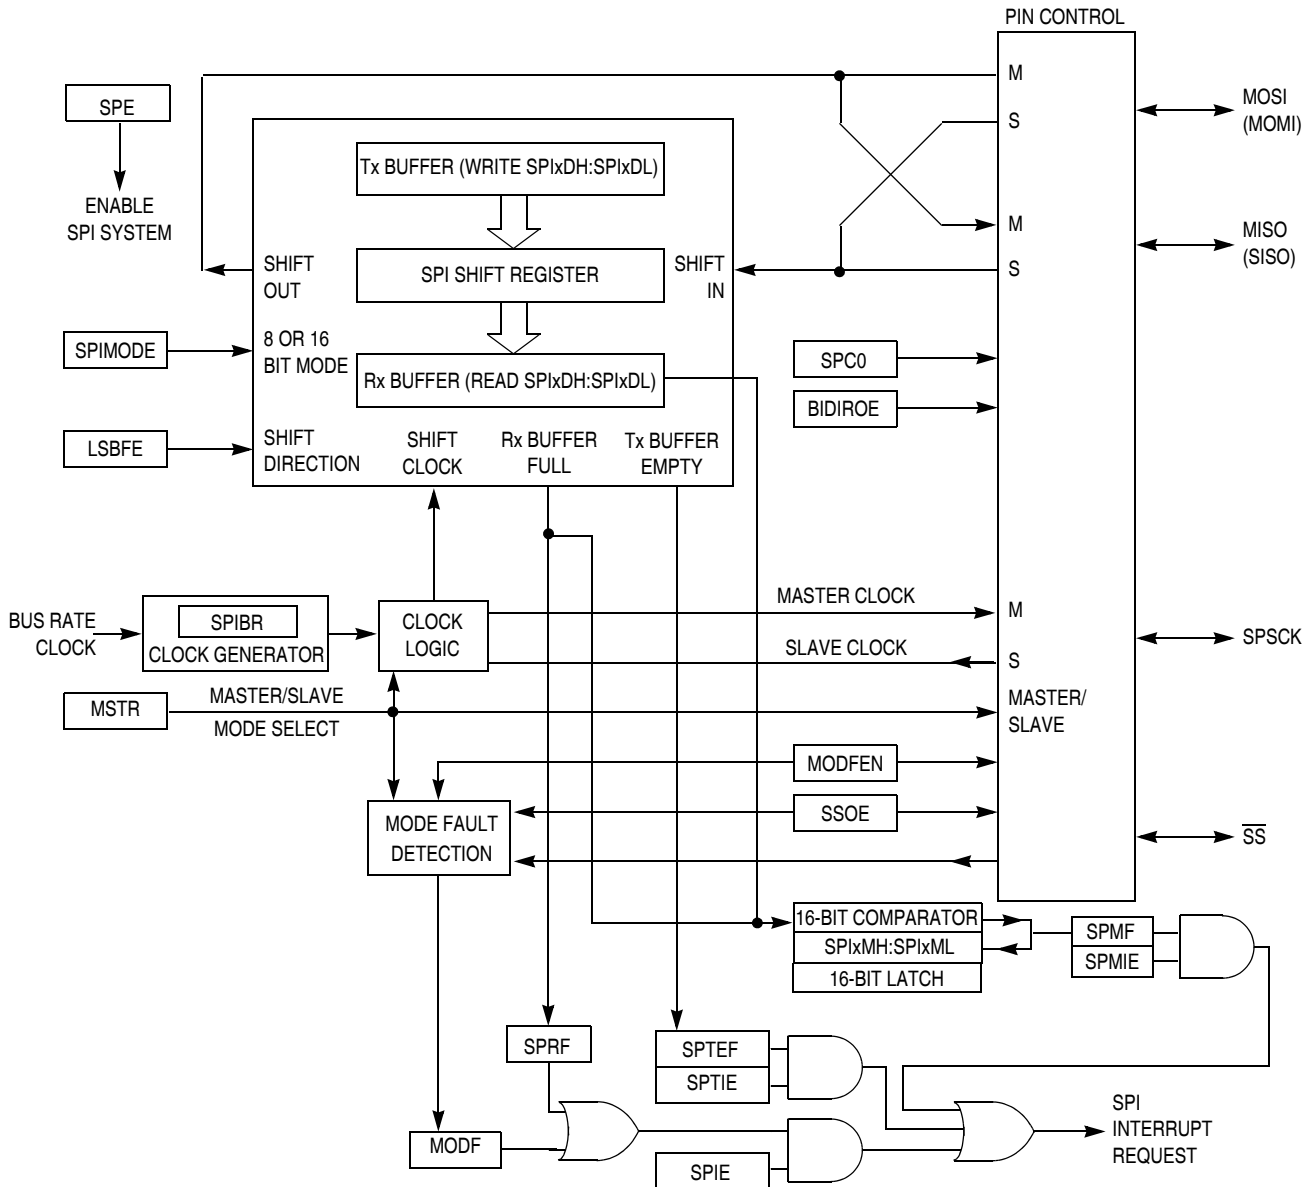 PIN CONTROL
M
MOSI
(MOMI)
SPE
S
ENABLE
SPI SYSTEM
Tx BUFFER (WRITE SPIxDH:SPIxDL)
M
MISO
(SISO)
SHIFT
OUT
SPI SHIFT REGISTER
SHIFT
IN
S
SPIMODE
8 OR 16
BIT MODE
Rx BUFFER (READ SPIxDH:SPIxDL)
SPC0
BIDIROE
LSBFE
SHIFT
DIRECTION
SHIFT
CLOCK
Rx BUFFER
FULL
Tx BUFFER
EMPTY
BUS RATE
CLOCK
SPIBR
CLOCK GENERATOR
CLOCK
LOGIC
MASTER CLOCK
M
SLAVE CLOCK
S
SPSCK
MSTR
MASTER/SLAVE
MODE SELECT
MASTER/
SLAVE
MODFEN
SSOE
MODE FAULT
DETECTION
SS
16-BIT COMPARATOR
SPIxMH:SPIxML
16-BIT LATCH
SPMF
SPMIE
SPRF
SPTEF
SPTIE
MODF
SPIE
SPI
INTERRUPT
REQUEST